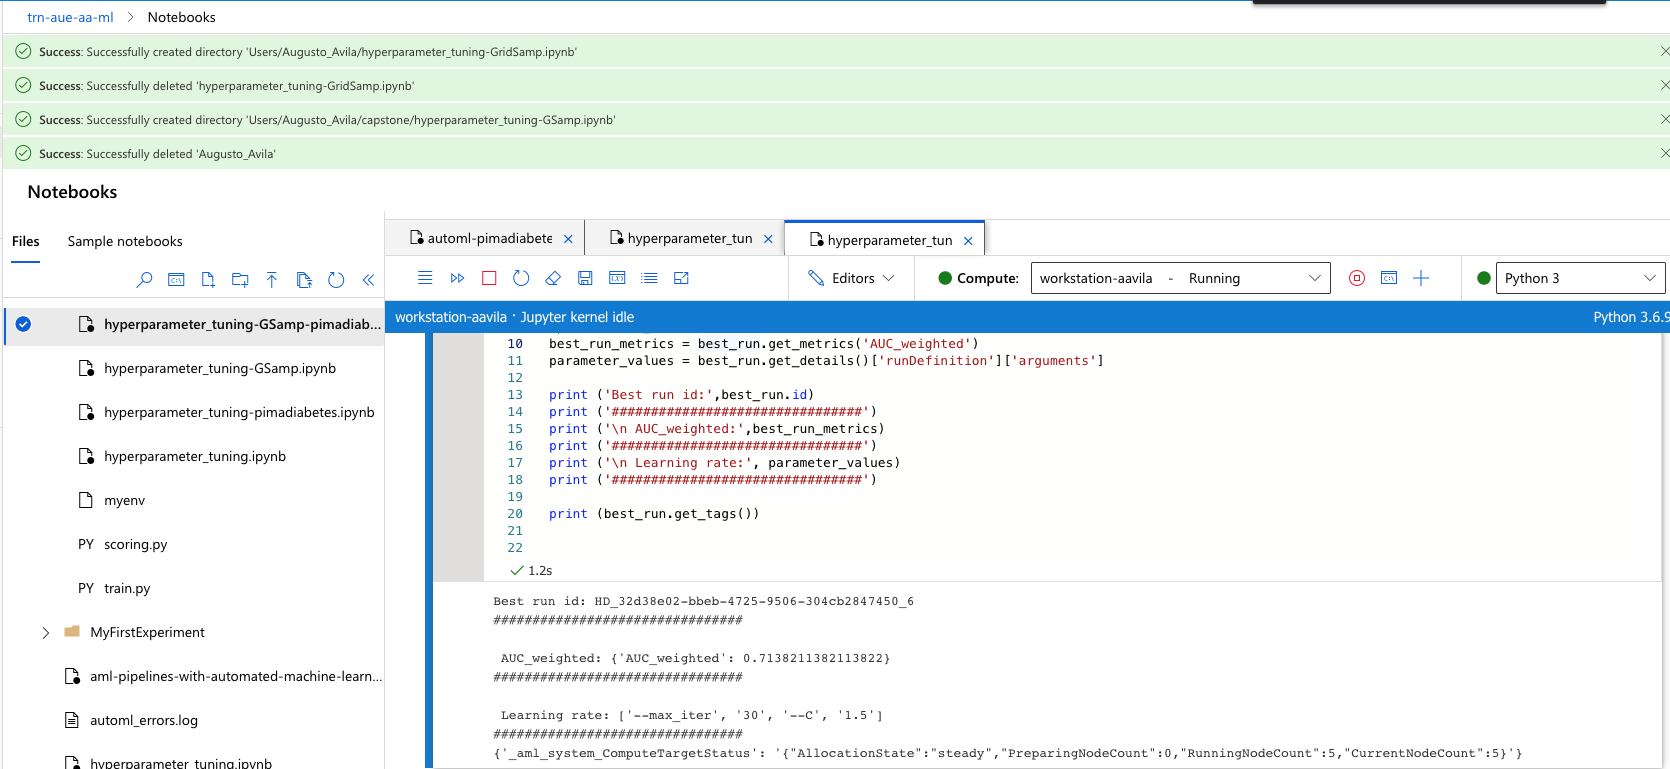 trn-aue-aa-ml > Notebooks
Success: Successfully created directory 'Users/Augusto_Avila/hyperparameter_tuning-GridSamp.ipynb'
Success: Successfully deleted 'hyperparameter_tuning-GridSamp.ipynb'
Success: Successfully created directory 'Users/Augusto_Avila/capstone/hyperparameter_tuning-GSamp.ipynb'
Success: Successfully deleted 'Augusto_Avila'
Notebooks
Files Sample notebooks
hyperparameter_tuning-GSamp-pimadiab...
hyperparameter_tuning-GSamp.ipynb
hyperparameter_tuning-pimadiabetes.ipynb
hyperparameter_tuning.ipynb
myenv
PY scoring.py
PY train.py
MyFirstExperiment
aml-pipelines-with-automated-machine-learn...
automl_errors.log
hyperparameter_tuning.ipynb
automl-pimadiabete hyperparameter_tun hyperparameter_tun
Editors Compute: workstation-aavila - Running Python 3
workstation-aavila · Jupyter kernel idle Python 3.6.9
10 best_run_metrics = best_run.get_metrics('AUC_weighted')
11 parameter_values = best_run.get_details()['runDefinition']['arguments']
12
13 print ('Best run id:',best_run.id)
14 print ('################################')
15 print ('\n AUC_weighted:',best_run_metrics)
16 print ('################################')
17 print ('\n Learning rate:', parameter_values)
18 print ('################################')
19
20 print (best_run.get_tags())
21
22
1.2s
Best run id: HD_32d38e02-bbeb-4725-9506-304cb2847450_6
################################
AUC_weighted: {'AUC_weighted': 0.7138211382113822}
################################
Learning rate: ['--max_iter', '30', '--C', '1.5']
################################
{'_aml_system_ComputeTargetStatus': '{"AllocationState":"steady","PreparingNodeCount":0,"RunningNodeCount":5,"CurrentNodeCount":5}'}